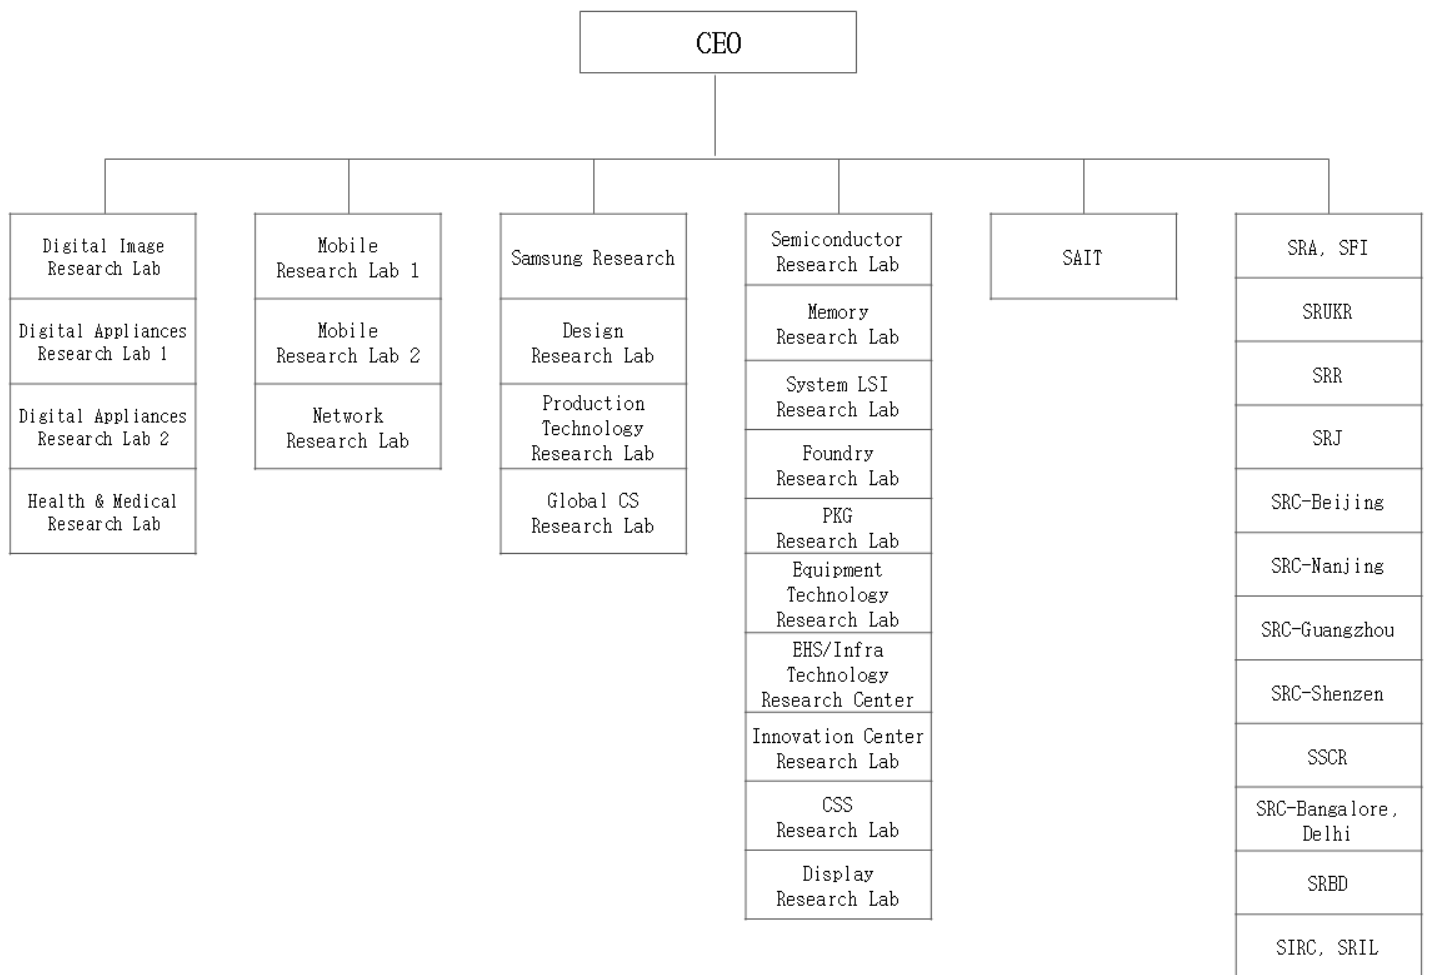 CEO
Digital Image
Research Lab
Digital Appliances
Research Lab 1
Digital Appliances
Research Lab 2
Health & Medical
Research Lab
Mobile
Research Lab 1
Mobile
Research Lab 2
Network
Research Lab
Samsung Research
Design
Research Lab
Production
Technology
Research Lab
Global CS
Research Lab
Semiconductor
Research Lab
Memory
Research Lab
System LSI
Research Lab
Foundry
Research Lab
PKG
Research Lab
Equipment
Technology
Research Lab
EHS/Infra
Technology
Research Center
Innovation Center
Research Lab
CSS
Research Lab
Display
Research Lab
SAIT
SRA, SFI
SRUKR
SRR
SRJ
SRC-Beijing
SRC-Nanjing
SRC-Guangzhou
SRC-Shenzen
SSCR
SRC-Bangalore,
Delhi
SRBD
SIRC, SRIL